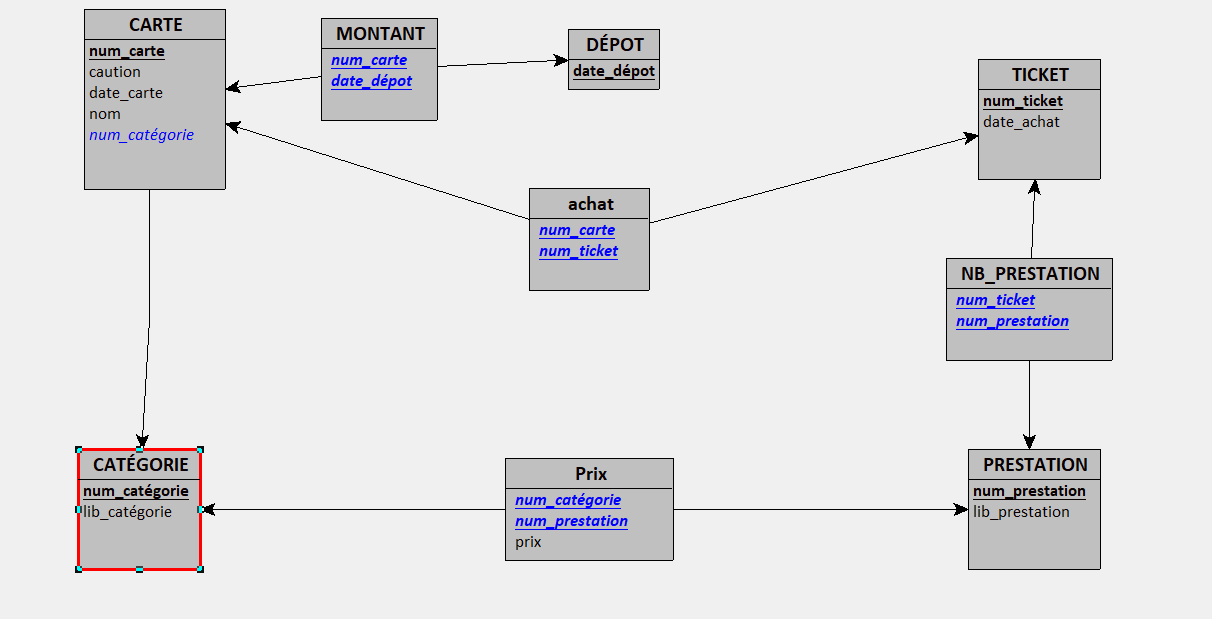 CARTE
num_carte
caution
date_carte
nom
num_catégorie
MONTANT
num_carte
date_dépot
DÉPOT
date_dépot
TICKET
num_ticket
date_achat
achat
num_carte
num_ticket
NB_PRESTATION
num_ticket
num_prestation
CATÉGORIE
num_catégorie
lib_catégorie
Prix
num_catégorie
num_prestation
prix
PRESTATION
num_prestation
lib_prestation